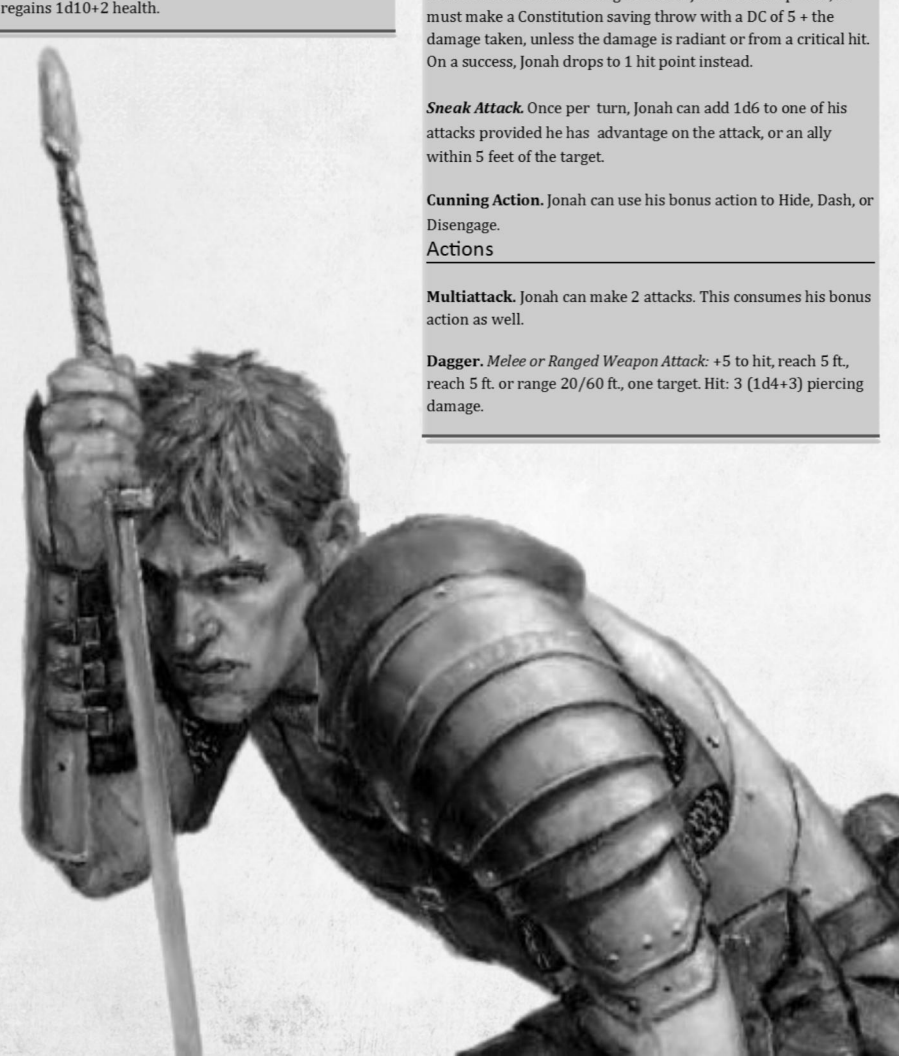 regains 1d10+2 health.
must make a Constitution saving throw with a DC of 5 + the
damage taken, unless the damage is radiant or from a critical hit.
On a success, Jonah drops to 1 hit point instead.
Sneak Attack. Once per turn, Jonah can add 1d6 to one of his
attacks provided he has advantage on the attack, or an ally
within 5 feet of the target.
Cunning Action. Jonah can use his bonus action to Hide, Dash, or
Disengage.
Actions
Multiattack. Jonah can make 2 attacks. This consumes his bonus
action as well.
Dagger. Melee or Ranged Weapon Attack: +5 to hit, reach 5 ft.,
reach 5 ft. or range 20/60 ft., one target. Hit: 3 (1d4+3) piercing
damage.